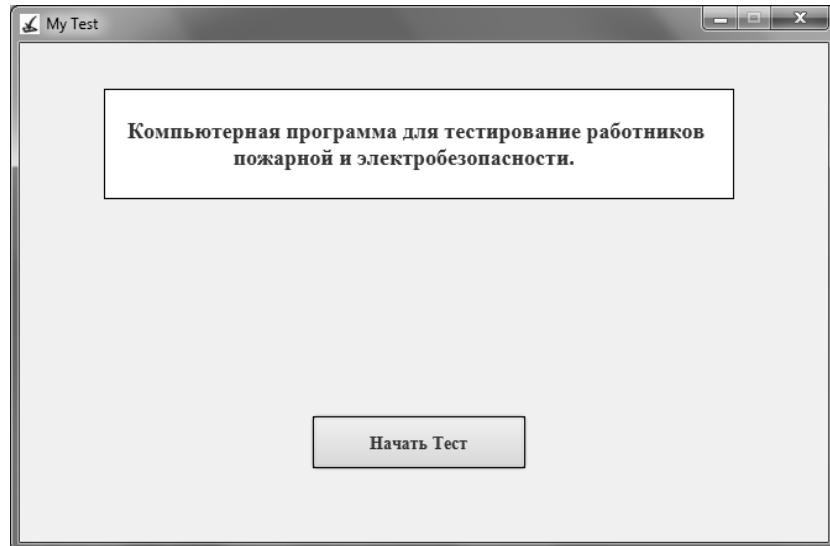 My Test
Компьютерная программа для тестирование работников
пожарной и электробезопасности.
Начать Тест